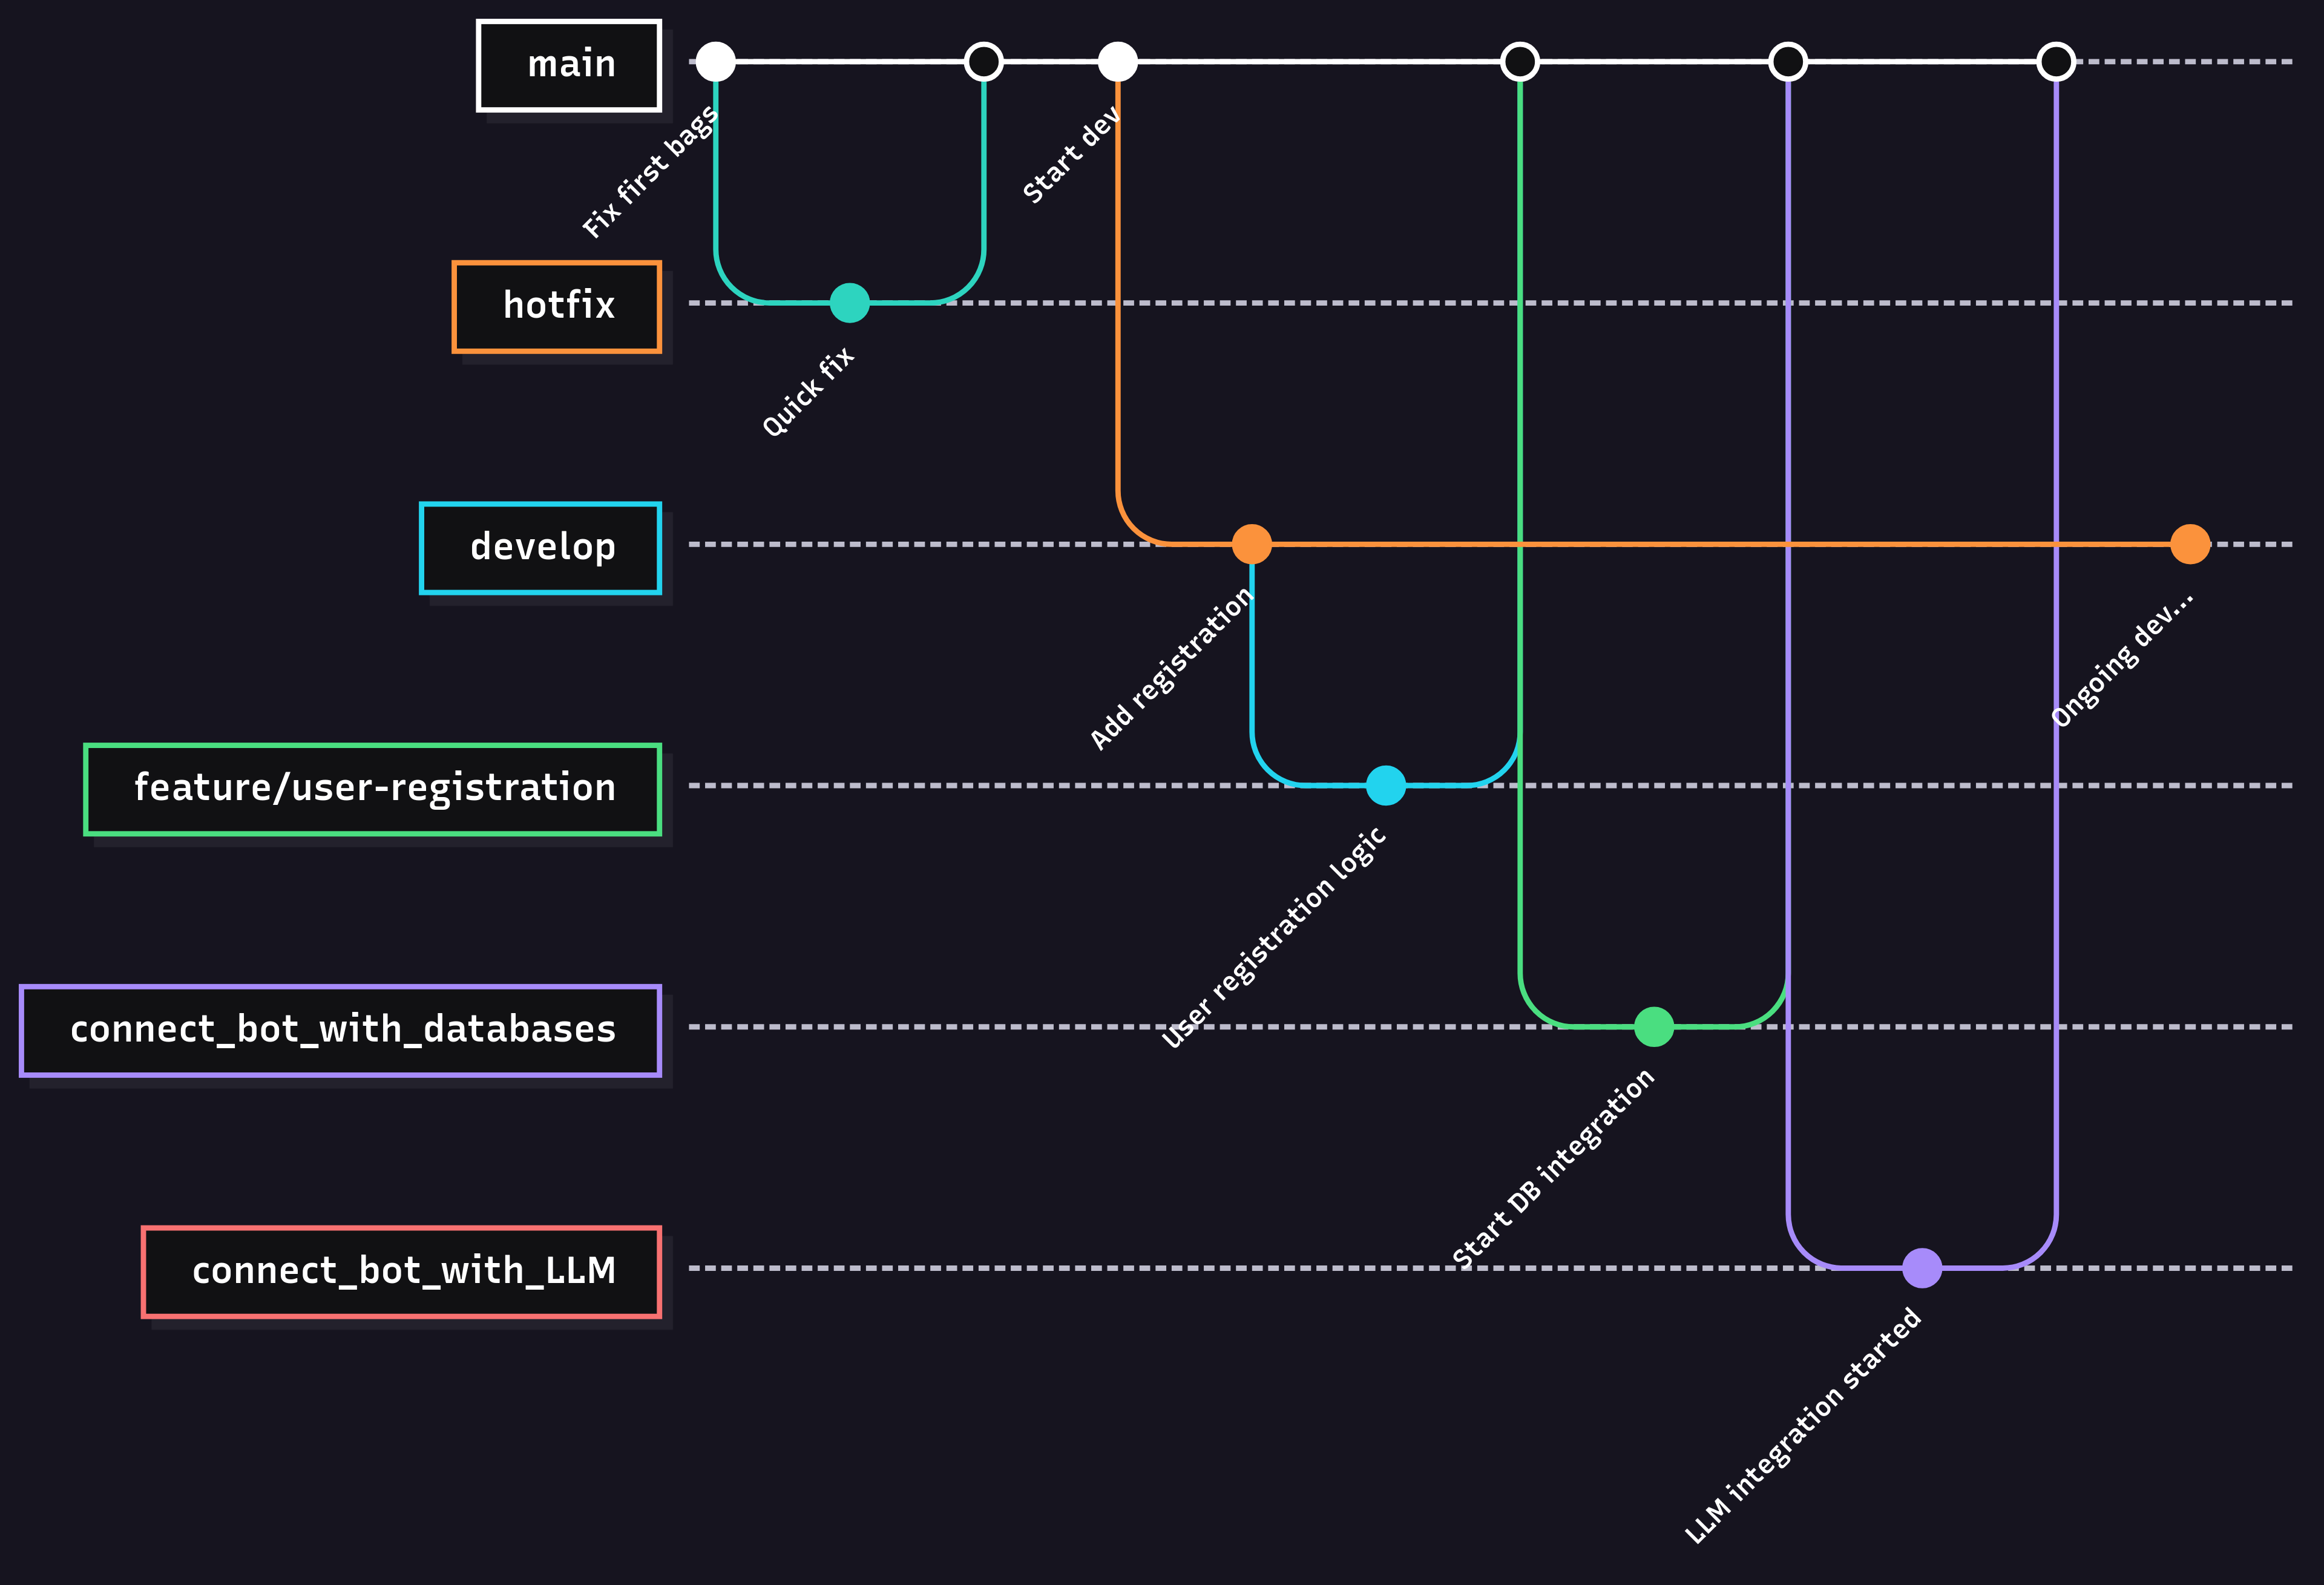 main
Fix first bags
Start dev
hotfix
Quick fix
develop
Add registration
Ongoing dev...
feature/user-registration
User registration logic
connect_bot_with_databases
Start DB integration
connect_bot_with_LLM
LLM integration started